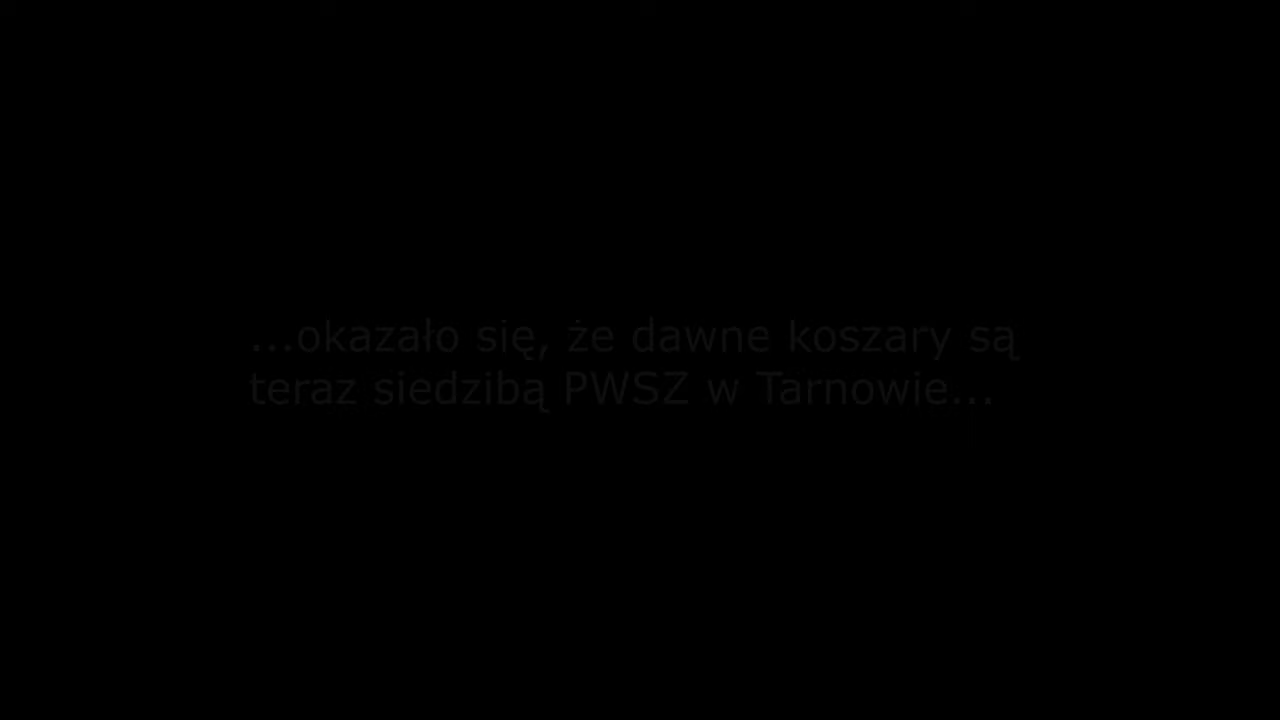 ...okazało się, że dawne koszary są
teraz siedzibą PWSZ w Tarnowie...